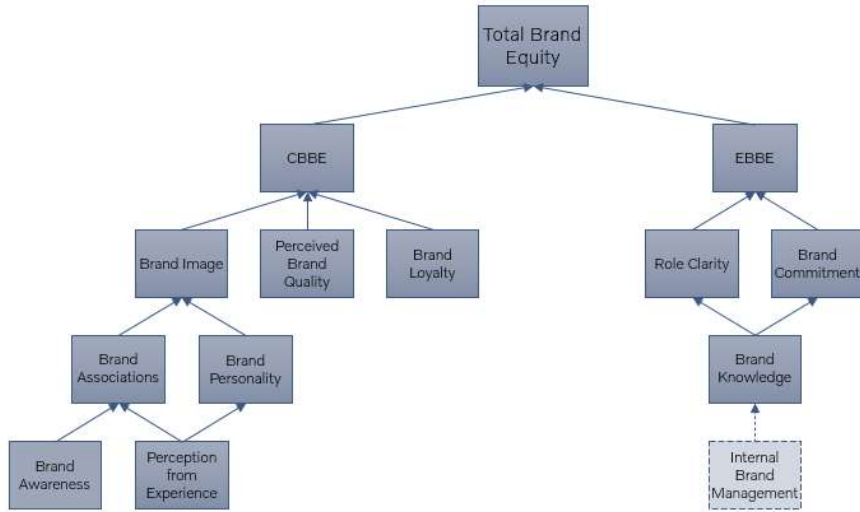 Total Brand
Equity
CBBE
EBBE
Brand Image
Perceived
Brand
Quality
Brand
Loyalty
Role Clarity
Brand
Commitment
Brand
Associations
Brand
Personality
Brand
Knowledge
Brand
Awareness
Perception
from
Experience
Internal
Brand
Management